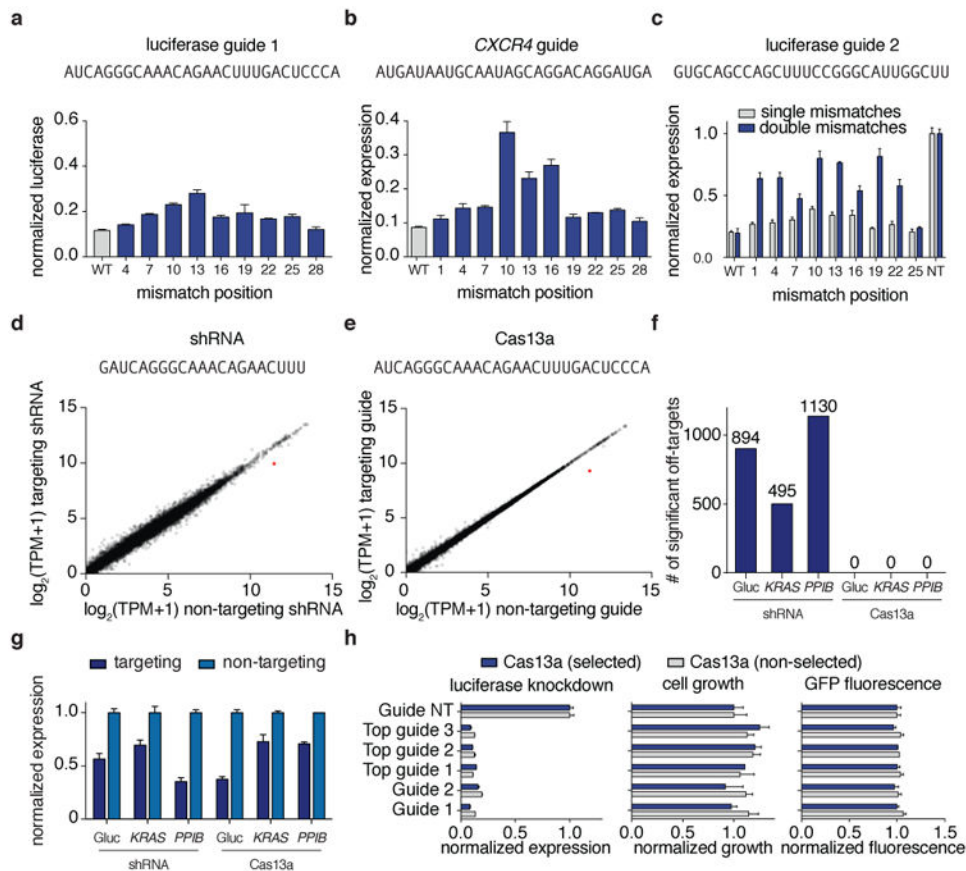 a
luciferase guide 1
AUCAGGGCAAACAGAACUUUGACUCCCA
normalized luciferase
0.6
0.4
0.2
0.0
WT 4 7 10 13 16 19 22 25 28
mismatch position
b
CXCR4 guide
AUGAUAAUGCAAUAGCAGGACAGGAUGA
normalized expression
0.4
0.3
0.2
0.1
0.0
WT 1 4 7 10 13 16 19 22 25 28
mismatch position
c
luciferase guide 2
GUGCAGCCAGCUUUCCGGGCAUUGGCUU
normalized expression
single mismatches
double mismatches
1.0
0.5
0.0
WT 1 4 7 10 13 16 19 22 25 NT
mismatch position
d
shRNA
GAUCAGGGCAAACAGAACUUU
log2(TPM+1) targeting shRNA
15
10
5
0
0 5 10 15
log2(TPM+1) non-targeting shRNA
e
Cas13a
AUCAGGGCAAACAGAACUUUGACUCCCA
log2(TPM+1) targeting guide
15
10
5
0
0 5 10 15
log2(TPM+1) non-targeting guide
f
# of significant off-targets
1000
500
0
894
495
1130
0 0 0
Gluc KRAS PPIB Gluc KRAS PPIB
shRNA Cas13a
g
targeting non-targeting
normalized expression
1.0
0.5
0
Gluc KRAS PPIB Gluc KRAS PPIB
shRNA Cas13a
h
Cas13a (selected) Cas13a (non-selected)
luciferase knockdown cell growth GFP fluorescence
Guide NT
Top guide 3
Top guide 2
Top guide 1
Guide 2
Guide 1
0.0 0.5 1.0 0.0 0.5 1.0 0.0 0.5 1.0
normalized expression normalized growth normalized fluorescence